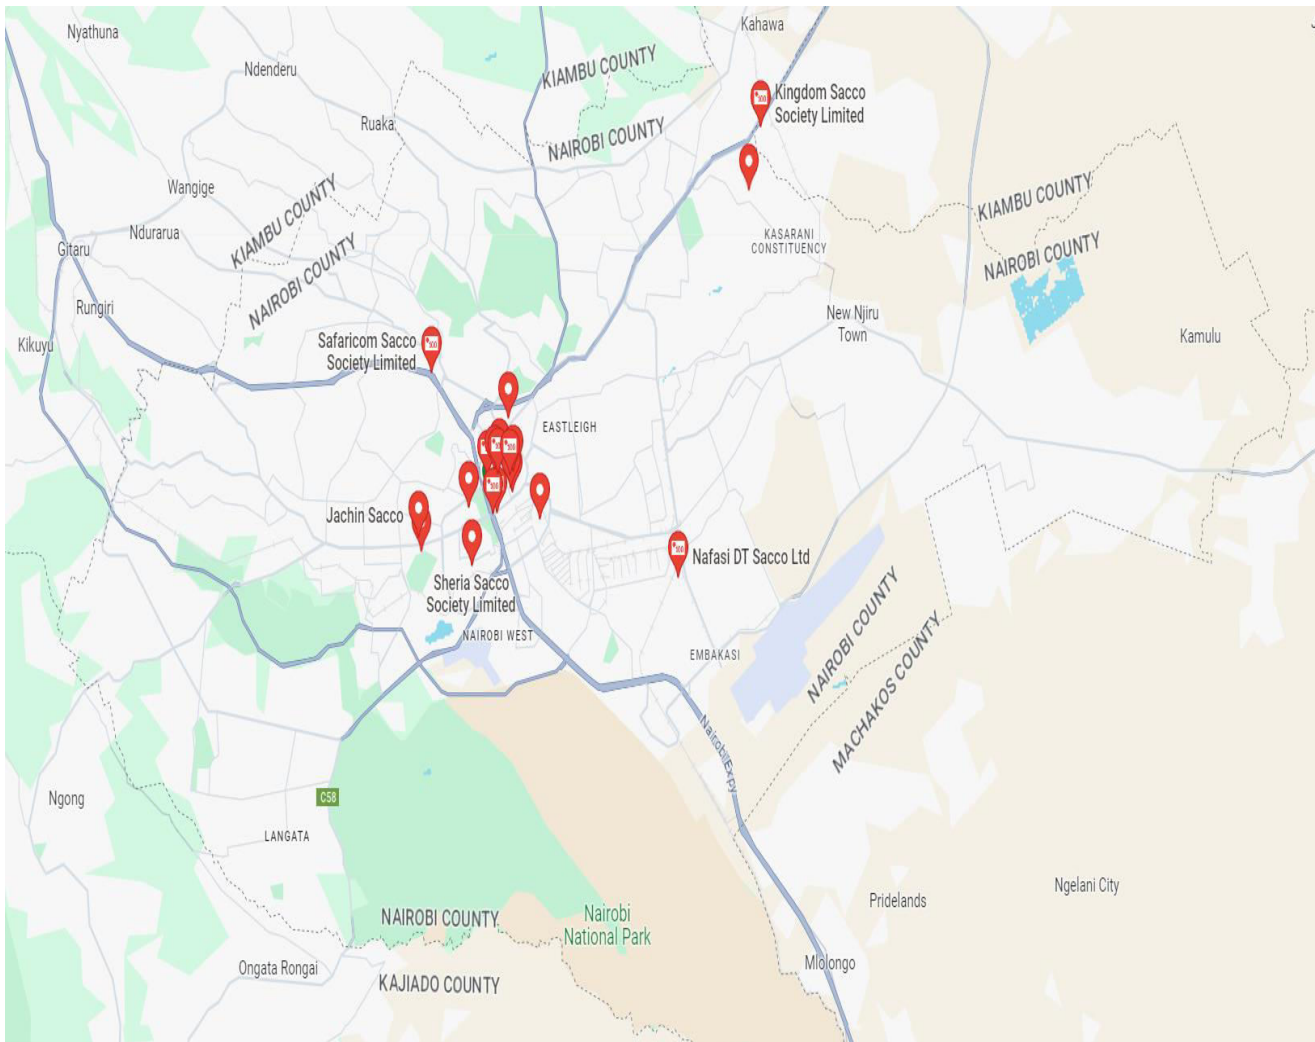 Nyathuna
Kahawa
Ndenderu
KIAMBU COUNTY
Kingdom Sacco
Society Limited
Ruaka
NAIROBI COUNTY
Wangige
KIAMBU COUNTY
KIAMBU COUNTY
Ndurarua
KASARANI
CONSTITUENCY
Gitaru
NAIROBI COUNTY
NAIROBI COUNTY
Rungiri
New Njiru
Town
Kikuyu
Safaricom Sacco
Society Limited
Kamulu
EASTLEIGH
Jachin Sacco
Nafasi DT Sacco Ltd
Sheria Sacco
Society Limited
NAIROBI WEST
EMBAKASI
NAIROBI COUNTY
MACHAKOS COUNTY
Nairobi Expy
C58
Ngong
LANGATA
Ngelani City
Pridelands
NAIROBI COUNTY
Nairobi
National Park
Ongata Rongai
Mlolongo
KAJIADO COUNTY